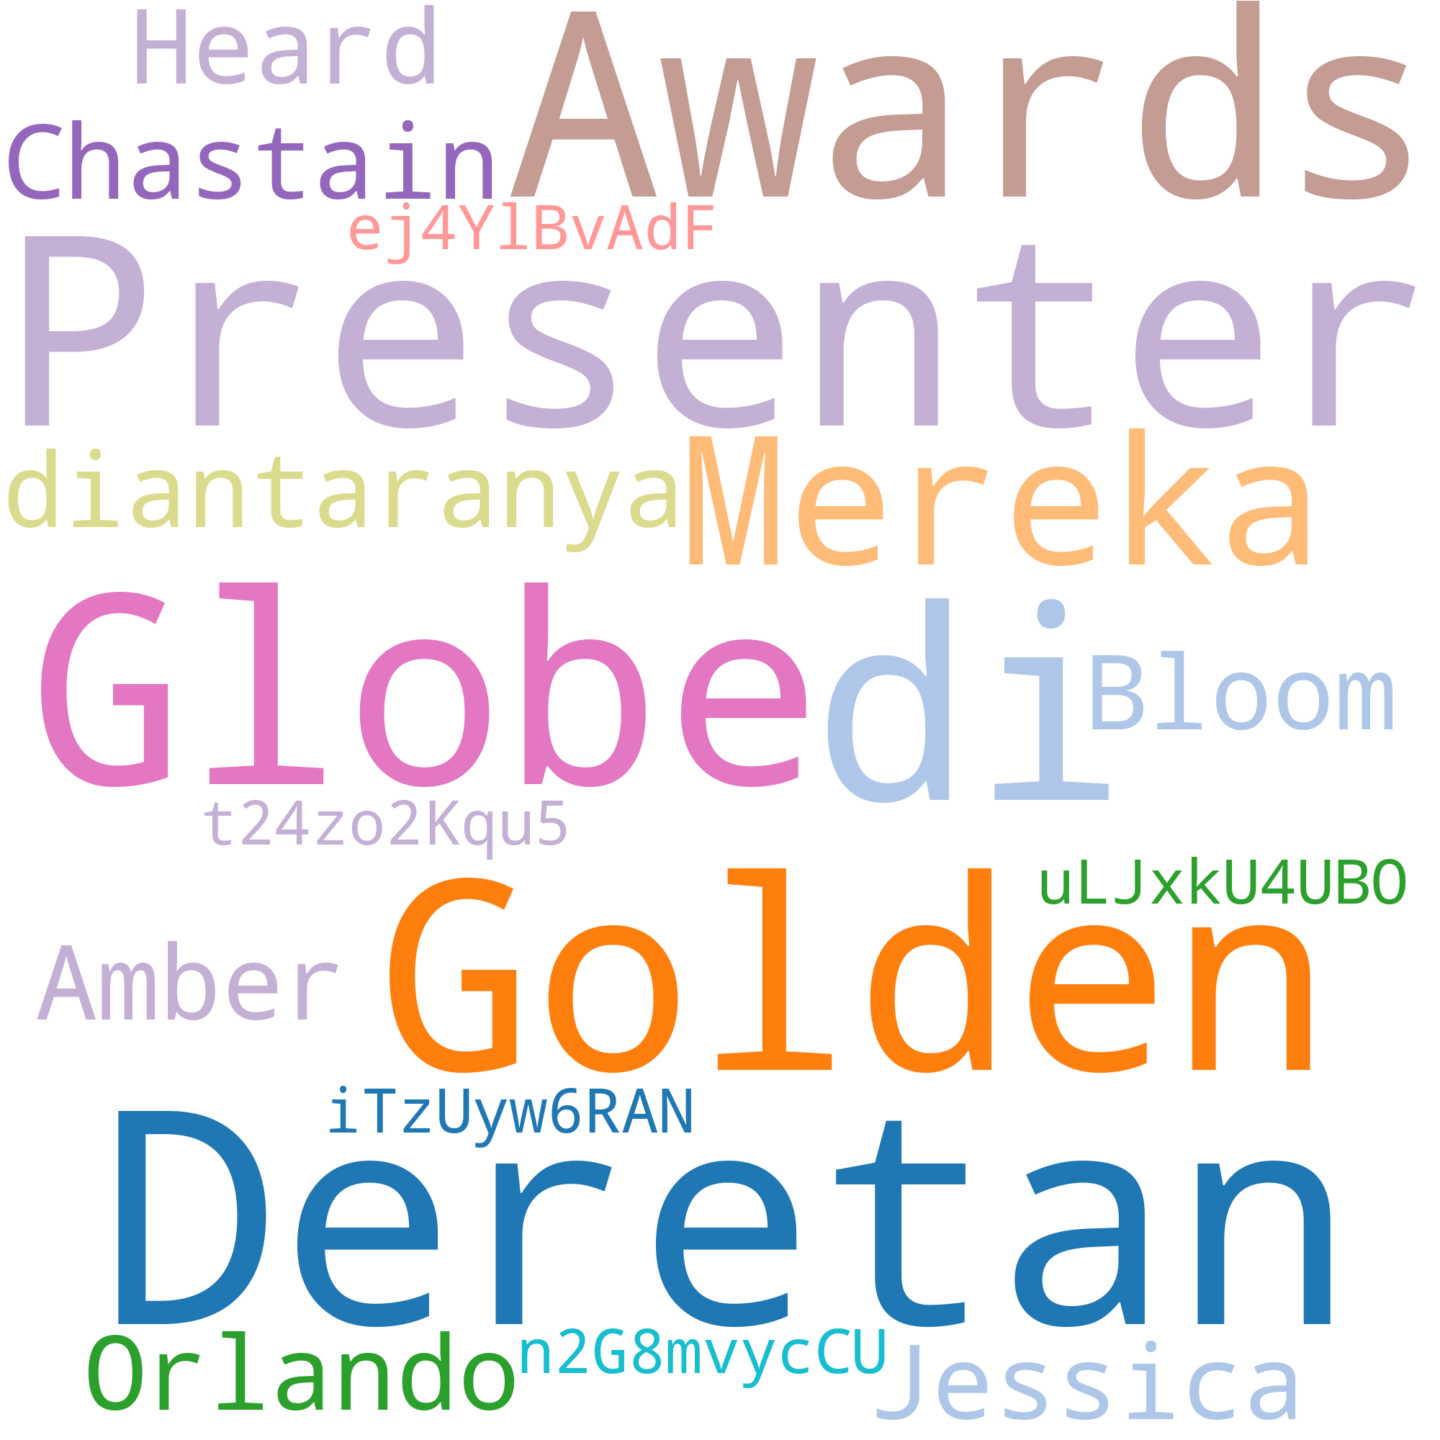 Heard Awards
Chastain
ej4YlBvAdF
Presenter
diantaranya Mereka
Globe di Bloom
t24zo2Kqu5
uLJxkU4UBO
Amber Golden
iTzUyw6RAN
Deretan
Orlando n2G8mvycCU Jessica